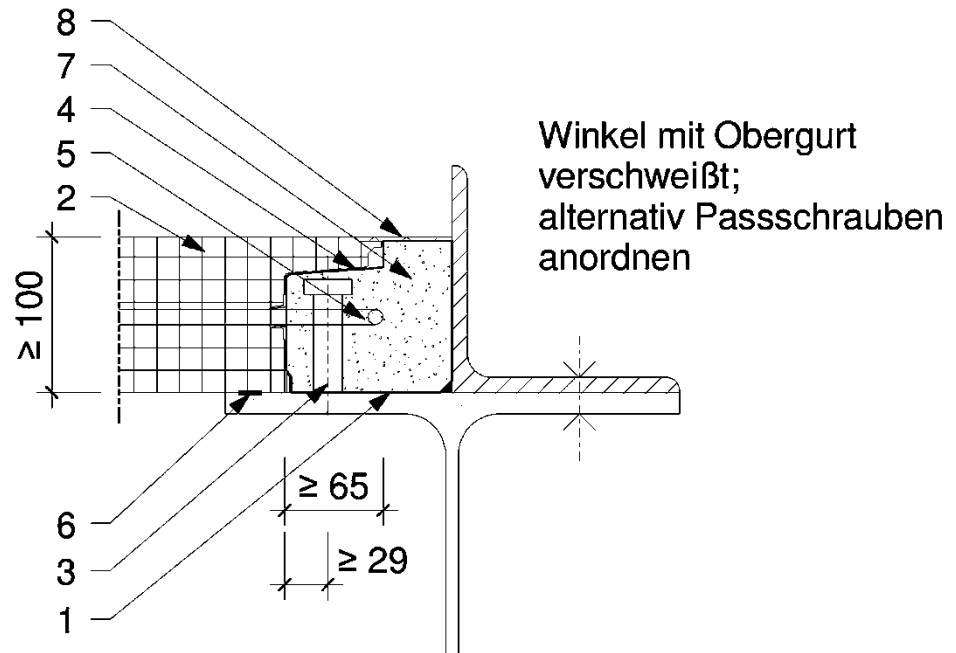 8
7
4
5
2
Winkel mit Obergurt
verschweißt;
alternativ Passschrauben
anordnen
≥ 100
≥ 65
≥ 29
6
3
1